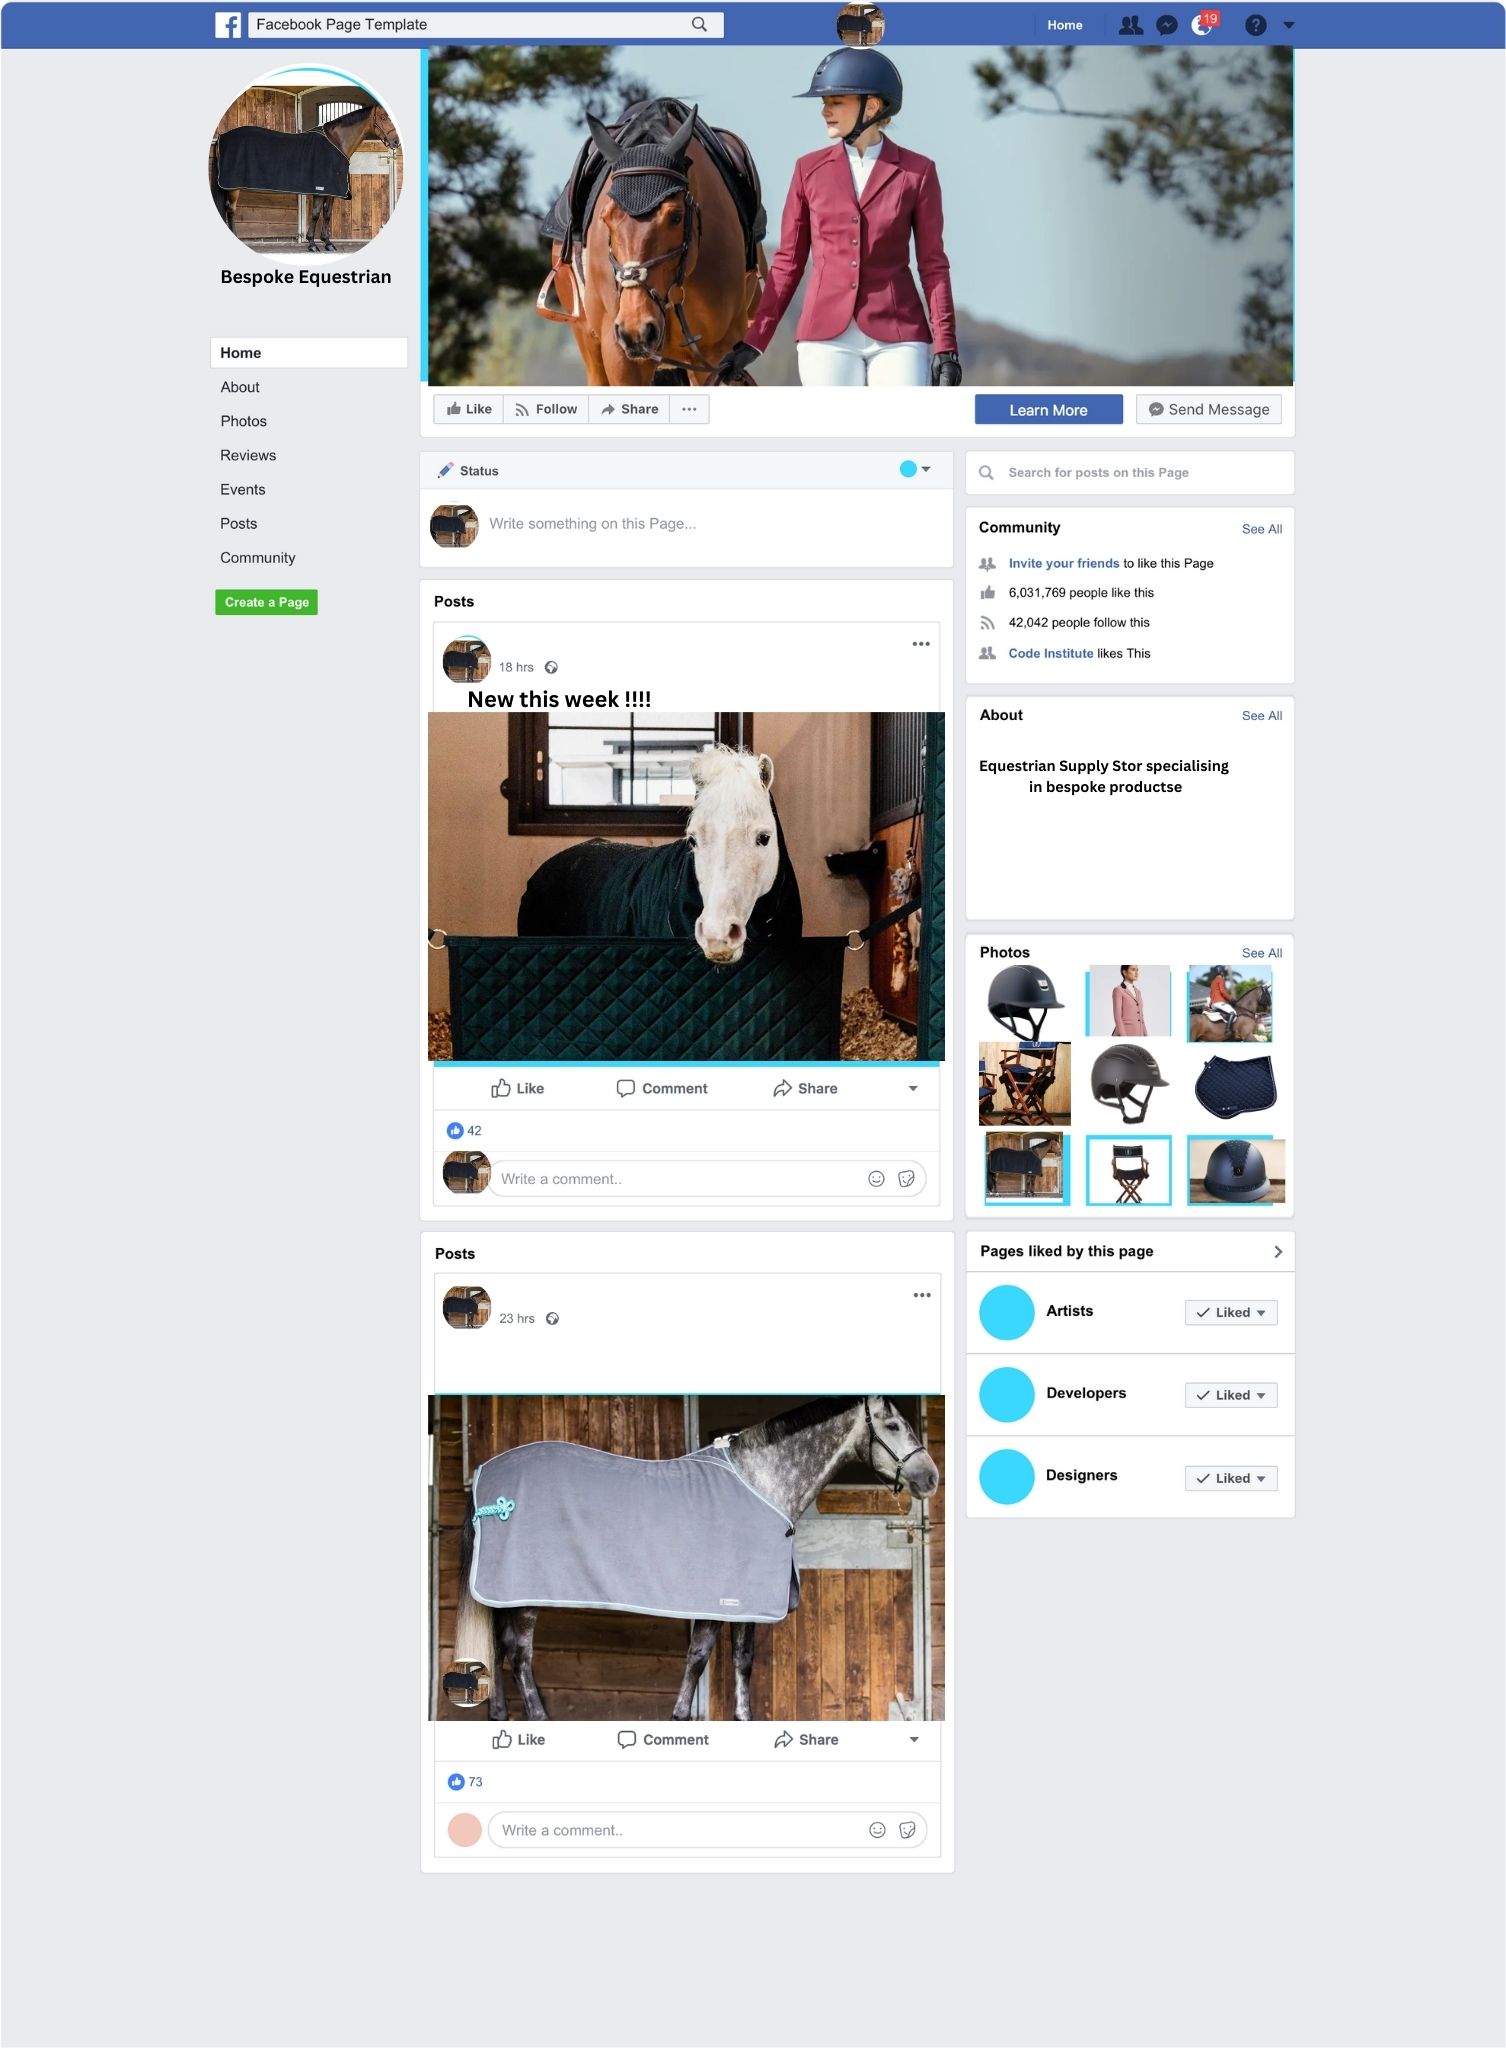 Facebook Page Template
Home
19
Bespoke Equestrian
Home
About
Photos
Reviews
Events
Posts
Community
Create a Page
Like
Follow
Share
Learn More
Send Message
Status
Write something on this Page...
Posts
18 hrs
New this week !!!!
Like
Comment
Share
42
Write a comment..
Posts
23 hrs
Like
Comment
Share
73
Write a comment..
Search for posts on this Page
Community
See All
Invite your friends to like this Page
6,031,769 people like this
42,042 people follow this
Code Institute likes This
About
See All
Equestrian Supply Stor specialising
in bespoke productse
Photos
See All
Pages liked by this page
Artists
Liked
Developers
Liked
Designers
Liked